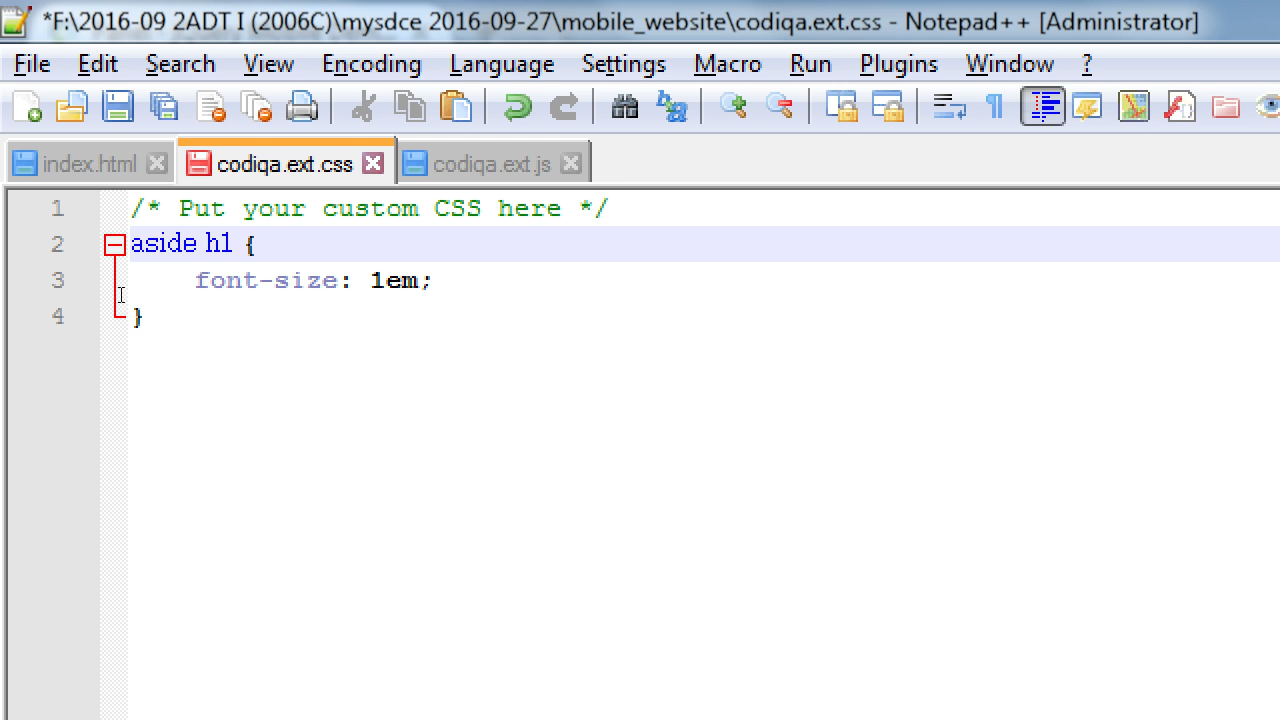 *F:\2016-09 2ADT I (2006C)\mysdce 2016-09-27\mobile_website\codiqa.ext.css - Notepad++ [Administrator]
File Edit Search View Encoding Language Settings Macro Run Plugins Window ?
index.html codiqa.ext.css codiqa.ext.js
1 /* Put your custom CSS here */
2 aside h1 {
3 font-size: 1em;
4 }